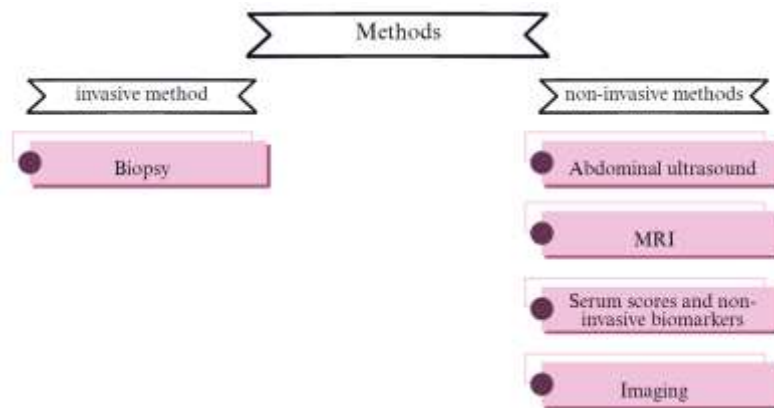 Methods
invasive method
Biopsy
non-invasive methods
Abdominal ultrasound
MRI
Serum scores and non-
invasive biomarkers
Imaging